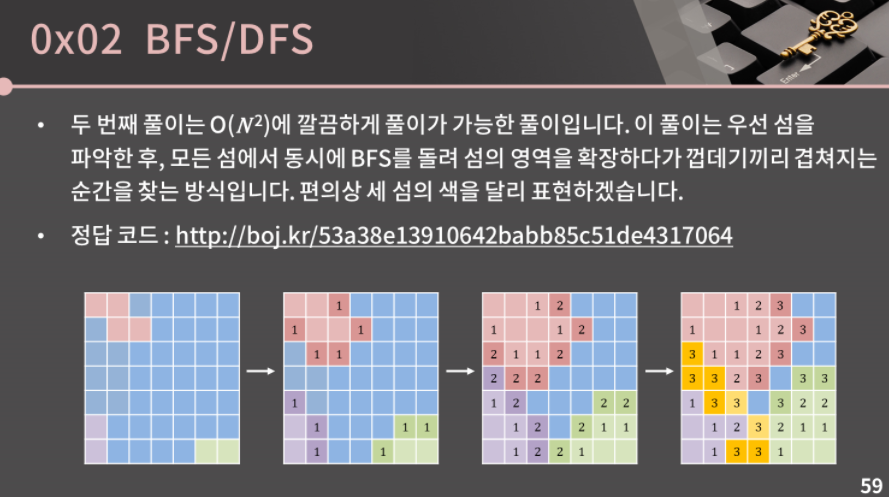 0x02 BFS/DFS
Enter
• 두 번째 풀이는 O(N²)에 깔끔하게 풀이가 가능한 풀이입니다. 이 풀이는 우선 섬을
파악한 후, 모든 섬에서 동시에 BFS를 돌려 섬의 영역을 확장하다가 껍데기끼리 겹쳐지는
순간을 찾는 방식입니다. 편의상 세 섬의 색을 달리 표현하겠습니다.
• 정답 코드 : http://boj.kr/53a38e13910642babb85c51de4317064
1
1 1
1 1
1
1 1 1
1 1
1 2
1 1 2
2 1 1 2
2 2 2
1 2 2 2
1 2 2 1 1
1 2 2 1
1 2 3
1 1 2 3
3 1 1 2 3
3 3 2 3 3 3
1 3 3 3 2 2
1 2 3 2 1 1
1 3 3 1
59